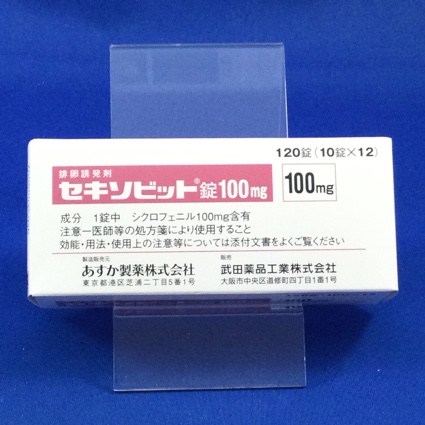 120錠(10錠×12)
排卵誘発剤
セキソビット®錠100mg
100mg
成分 1錠中 シクロフェニル100mg含有
注意－医師等の処方箋により使用すること
効能・用法・使用上の注意等については添付文書をよくご覧ください
製造販売元
あすか製薬株式会社
東京都港区芝浦二丁目5番1号
販売
武田薬品工業株式会社
大阪市中央区道修町四丁目1番1号